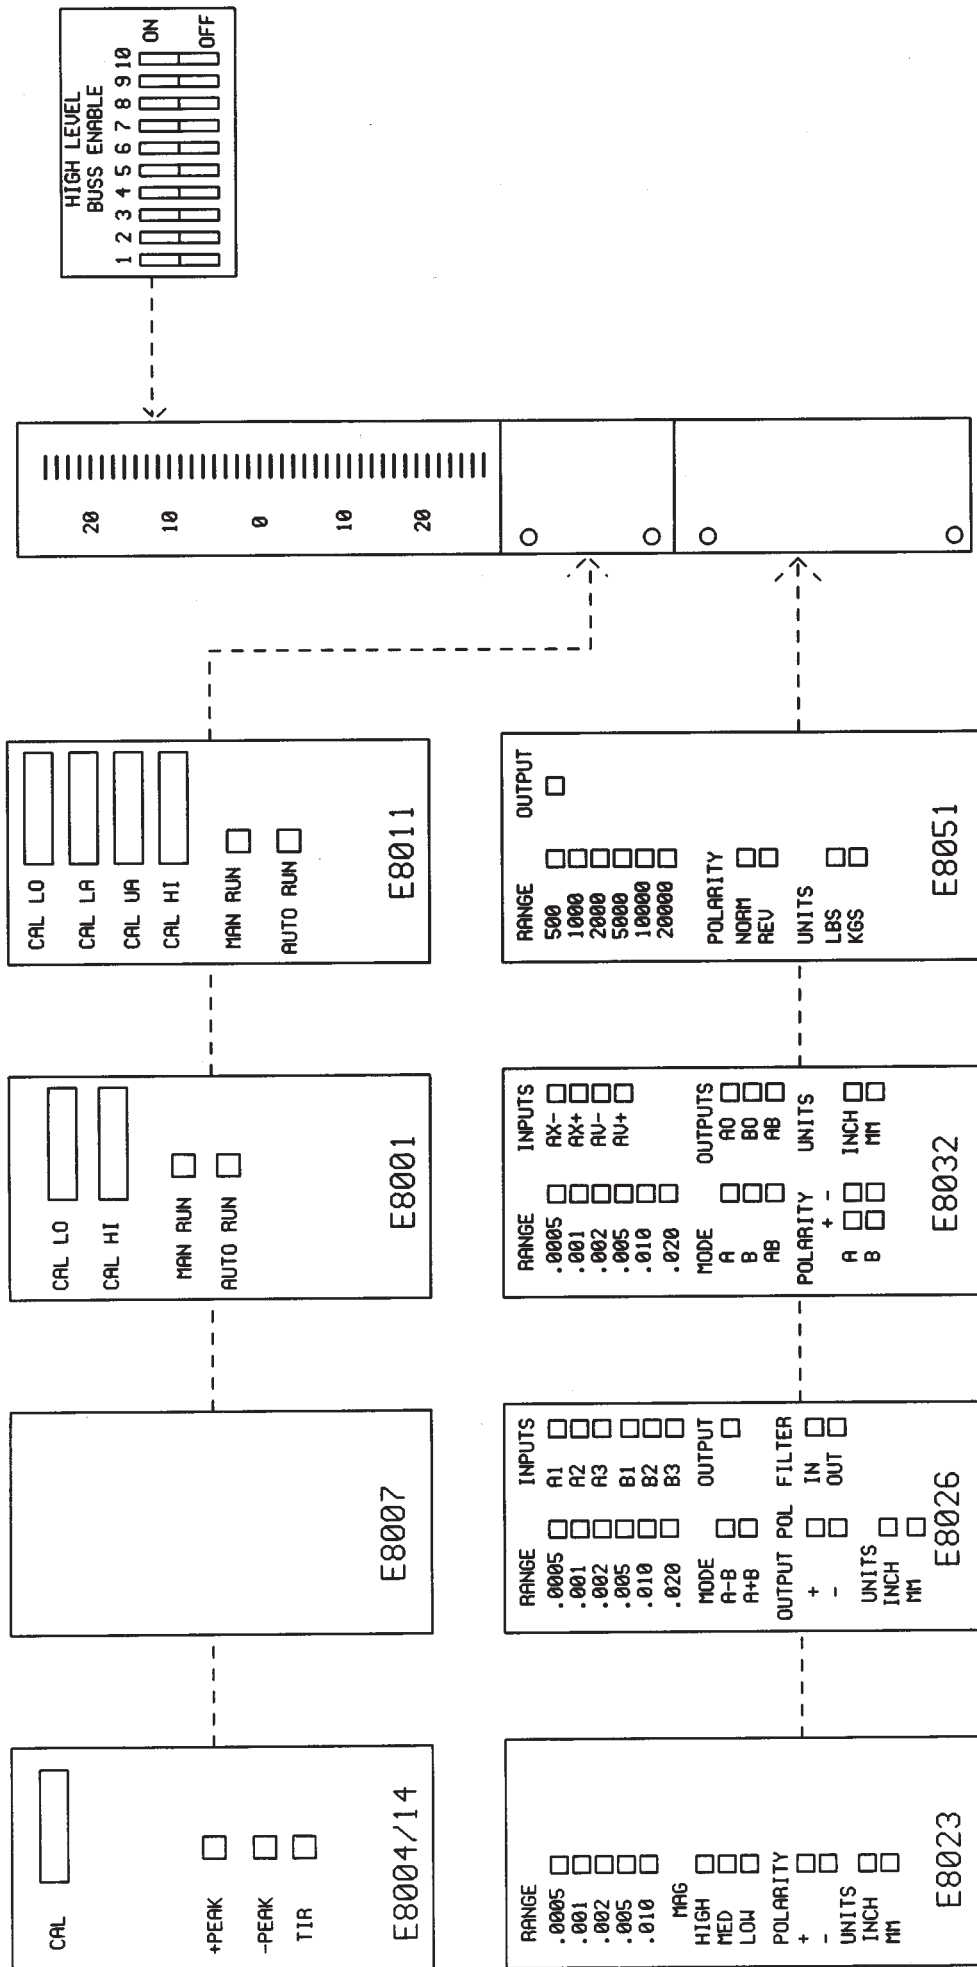 CAL
+PEAK
-PEAK
TIR
E8004/14
E8007
CAL LO
CAL HI
MAN RUN
AUTO RUN
E8001
CAL LO
CAL LA
CAL UA
CAL HI
MAN RUN
AUTO RUN
E8011
20
10
0
10
20
HIGH LEVEL
BUSS ENABLE
1 2 3 4 5 6 7 8 9 10
ON
OFF
RANGE
.0005
.001
.002
.005
.010
MAG
HIGH
MED
LOW
POLARITY
+
-
UNITS
INCH
MM
E8023
RANGE INPUTS
.0005 A1
.001 A2
.002 A3
.005 B1
.010 B2
.020 B3
MODE OUTPUT
A-B
A+B
OUTPUT POL FILTER
+ IN
- OUT
UNITS
INCH
MM
E8026
RANGE INPUTS
.0005 AX-
.001 AX+
.002 AV-
.005 AV+
.010
.020
MODE OUTPUTS
A AO
B BO
AB AB
POLARITY UNITS
+ -
A INCH
B MM
E8032
RANGE OUTPUT
500
1000
2000
5000
10000
20000
POLARITY
NORM
REV
UNITS
LBS
KGS
E8051